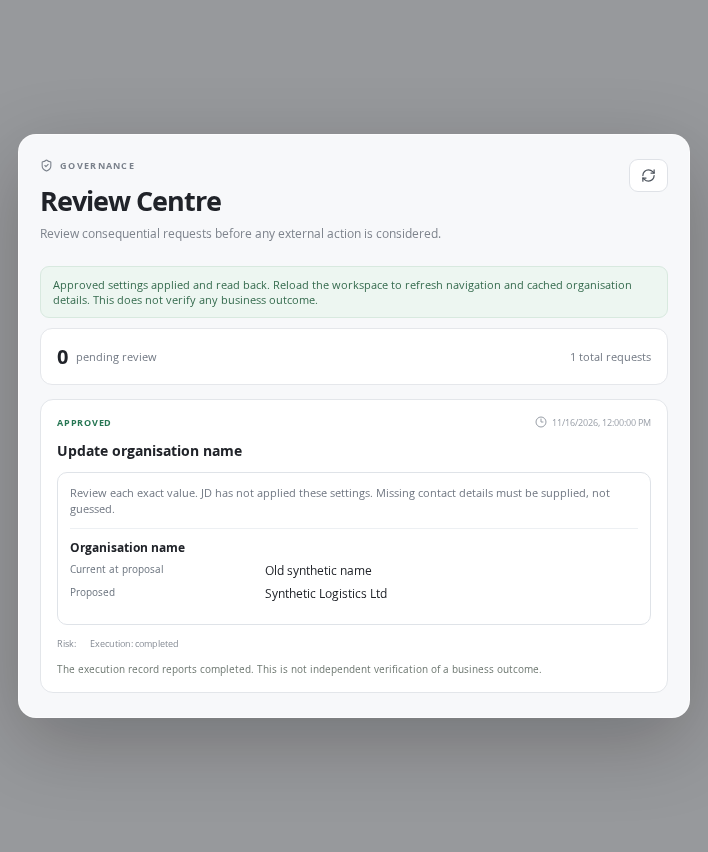 GOVERNANCE
Review Centre
Review consequential requests before any external action is considered.
Approved settings applied and read back. Reload the workspace to refresh navigation and cached organisation
details. This does not verify any business outcome.
0 pending review
1 total requests
APPROVED
11/16/2026, 12:00:00 PM
Update organisation name
Review each exact value. JD has not applied these settings. Missing contact details must be supplied, not
guessed.
Organisation name
Current at proposal
Old synthetic name
Proposed
Synthetic Logistics Ltd
Risk:
Execution: completed
The execution record reports completed. This is not independent verification of a business outcome.